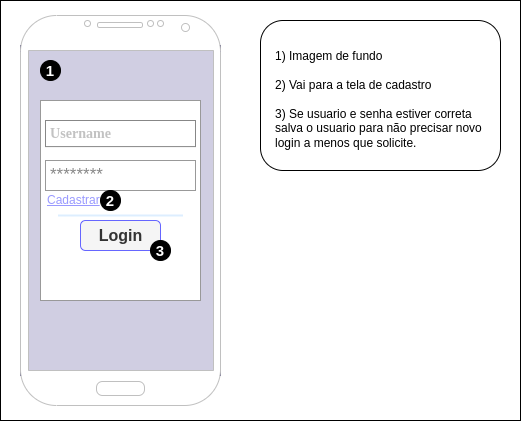 1
Username
********
Cadastrar
2
Login
3
1) Imagem de fundo
2) Vai para a tela de cadastro
3) Se usuario e senha estiver correta
salva o usuario para não precisar novo
login a menos que solicite.